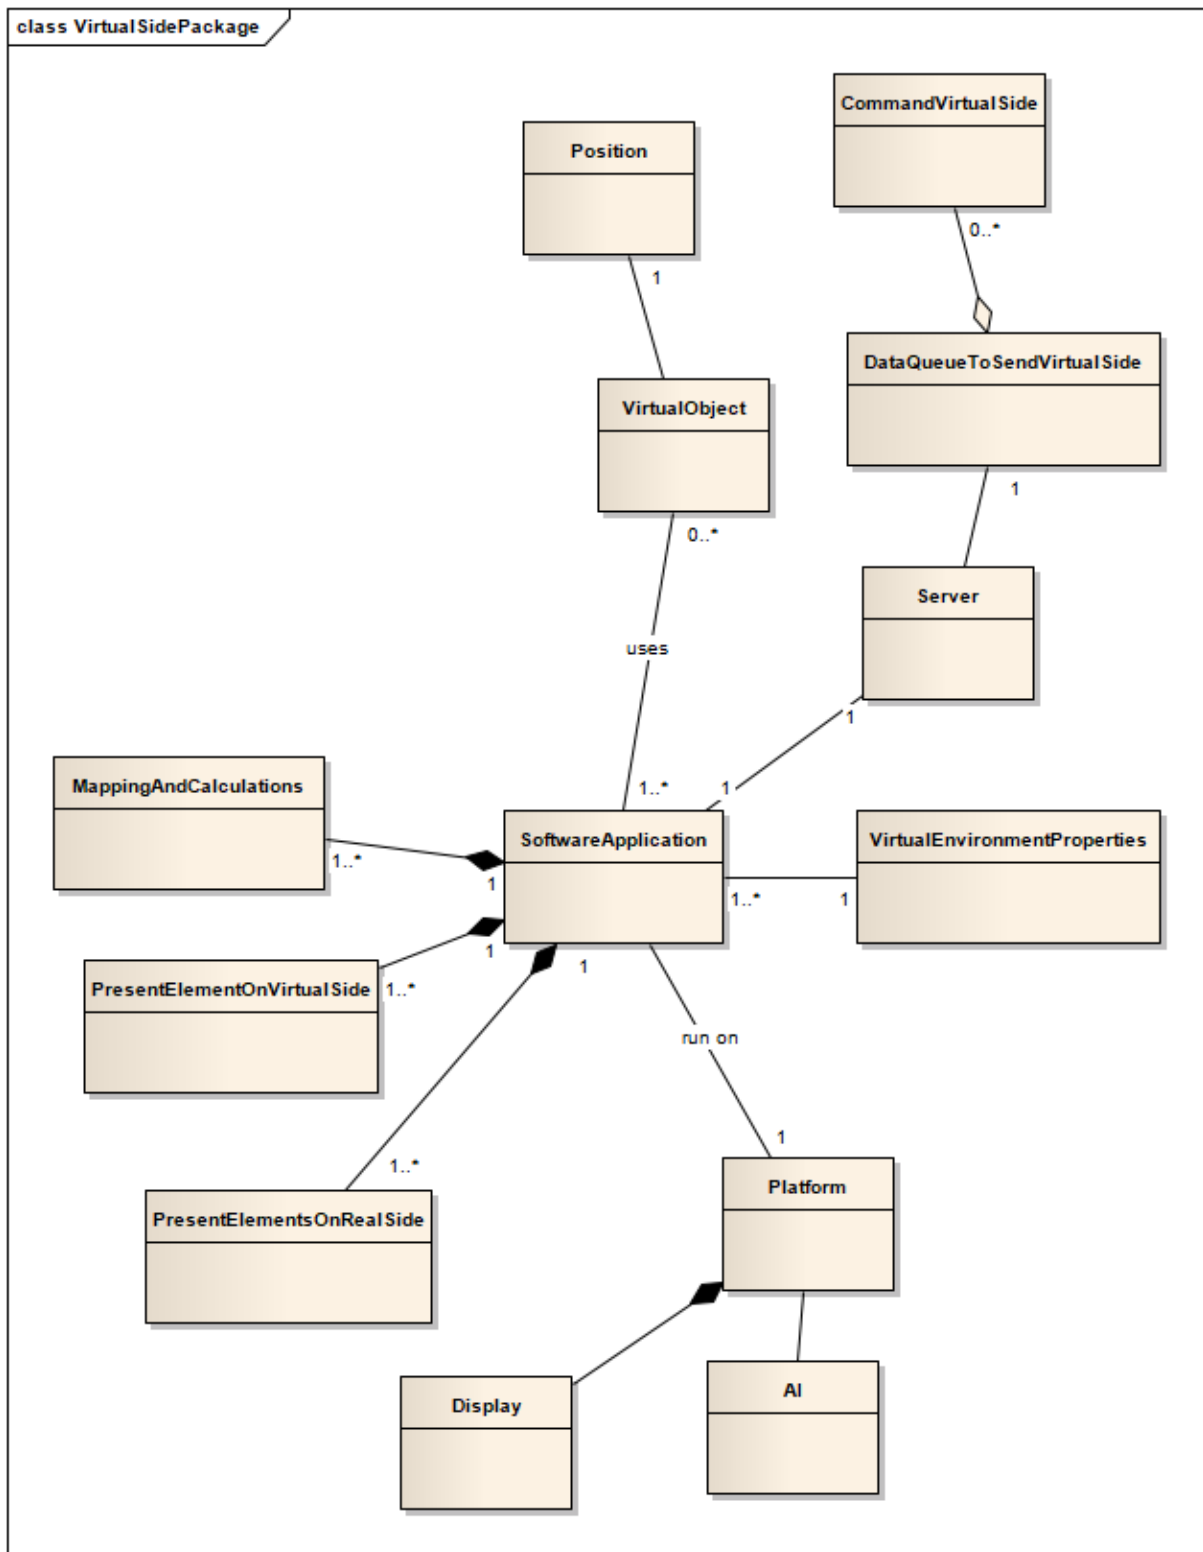 class VirtualSidePackage
CommandVirtualSide
Position
0..*
1
DataQueueToSendVirtualSide
VirtualObject
1
0..*
Server
uses
1
1..*
1
MappingAndCalculations
SoftwareApplication
VirtualEnvironmentProperties
1..*
1
1..*
1
1
PresentElementOnVirtualSide
1..*
1
run on
1..*
1
Platform
PresentElementsOnRealSide
Display
AI